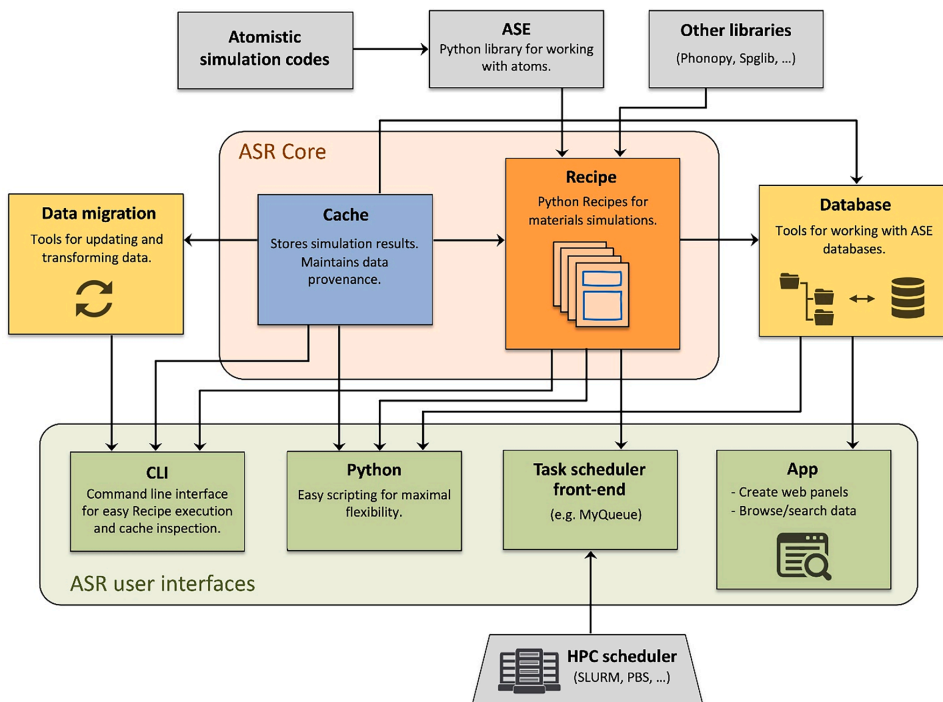 Atomistic
simulation codes
ASE
Python library for working
with atoms.
Other libraries
(Phonopy, Spglib, ...)
ASR Core
Data migration
Tools for updating and
transforming data.
Cache
Stores simulation results.
Maintains data
provenance.
Recipe
Python Recipes for
materials simulations.
Database
Tools for working with ASE
databases.
CLI
Command line interface
for easy Recipe execution
and cache inspection.
Python
Easy scripting for maximal
flexibility.
Task scheduler
front-end
(e.g. MyQueue)
App
- Create web panels
- Browse/search data
ASR user interfaces
HPC scheduler
(SLURM, PBS, ...)